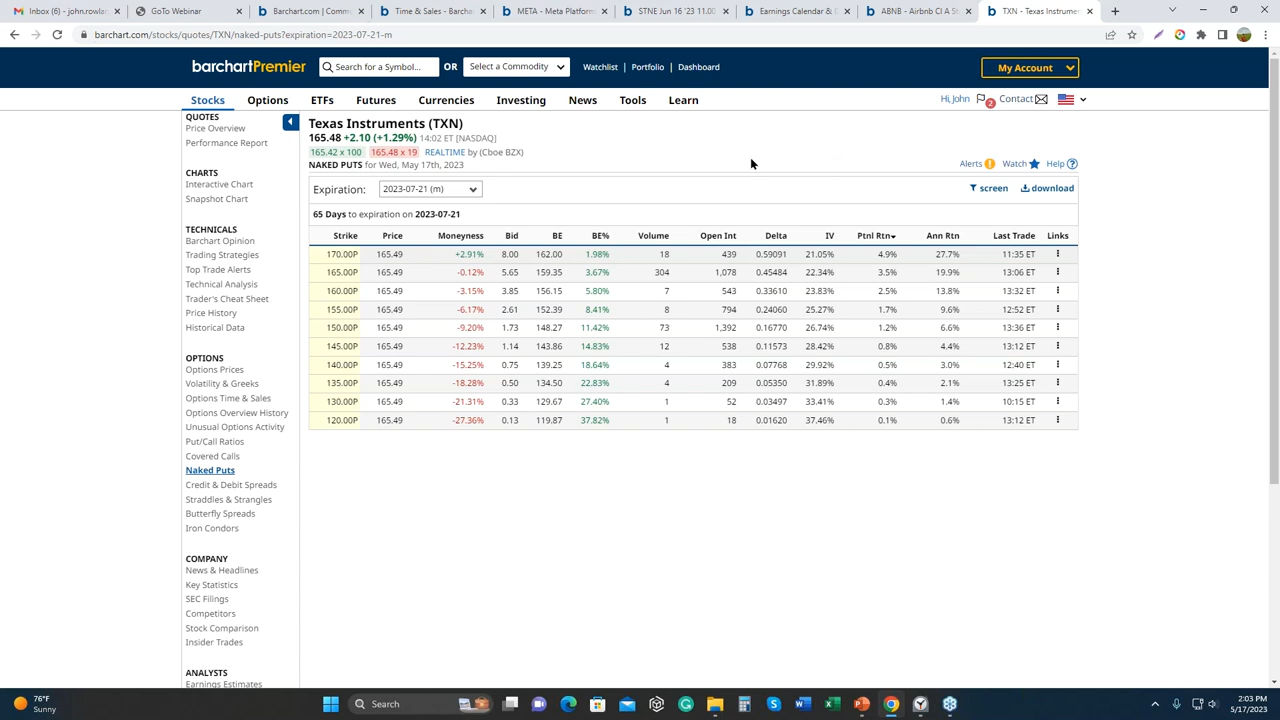 Inbox (6) - john.rowlan
GoTo Webinar
Barchart.com | Comm
Time & Sales - Barcha
META - Meta Platform
STNE Jun 16 '23 11.00
Earnings Calendar & E
ABNB - Airbnb Cl A St
TXN - Texas Instrumen
barchart.com/stocks/quotes/TXN/naked-puts?expiration=2023-07-21-m
barchartPremier Search for a Symbol... OR Select a Commodity Watchlist Portfolio Dashboard My Account
Stocks Options ETFs Futures Currencies Investing News Tools Learn Hi, John 2 Contact
QUOTES
Price Overview
Performance Report
CHARTS
Interactive Chart
Snapshot Chart
TECHNICALS
Barchart Opinion
Trading Strategies
Top Trade Alerts
Technical Analysis
Trader's Cheat Sheet
Price History
Historical Data
OPTIONS
Options Prices
Volatility & Greeks
Options Time & Sales
Options Overview History
Unusual Options Activity
Put/Call Ratios
Covered Calls
Naked Puts
Credit & Debit Spreads
Straddles & Strangles
Butterfly Spreads
Iron Condors
COMPANY
News & Headlines
Key Statistics
SEC Filings
Competitors
Stock Comparison
Insider Trades
ANALYSTS
Earnings Estimates
Texas Instruments (TXN)
165.48 +2.10 (+1.29%) 14:02 ET [NASDAQ]
165.42 x 100 165.48 x 19 REALTIME by (Cboe BZX)
NAKED PUTS for Wed, May 17th, 2023
Alerts Watch Help
Expiration: 2023-07-21 (m) screen download
65 Days to expiration on 2023-07-21
Strike Price Moneyness Bid BE BE% Volume Open Int Delta IV Ptnl Rtn Ann Rtn Last Trade Links
170.00P 165.49 +2.91% 8.00 162.00 1.98% 18 439 0.59091 21.05% 4.9% 27.7% 11:35 ET
165.00P 165.49 -0.12% 5.65 159.35 3.67% 304 1,078 0.45484 22.34% 3.5% 19.9% 13:06 ET
160.00P 165.49 -3.15% 3.85 156.15 5.80% 7 543 0.33610 23.83% 2.5% 13.8% 13:32 ET
155.00P 165.49 -6.17% 2.61 152.39 8.41% 8 794 0.24060 25.27% 1.7% 9.6% 12:52 ET
150.00P 165.49 -9.20% 1.73 148.27 11.42% 73 1,392 0.16770 26.74% 1.2% 6.6% 13:36 ET
145.00P 165.49 -12.23% 1.14 143.86 14.83% 12 538 0.11573 28.42% 0.8% 4.4% 13:12 ET
140.00P 165.49 -15.25% 0.75 139.25 18.64% 4 383 0.07768 29.92% 0.5% 3.0% 12:40 ET
135.00P 165.49 -18.28% 0.50 134.50 22.83% 4 209 0.05350 31.89% 0.4% 2.1% 13:25 ET
130.00P 165.49 -21.31% 0.33 129.67 27.40% 1 52 0.03497 33.41% 0.3% 1.4% 10:15 ET
120.00P 165.49 -27.36% 0.13 119.87 37.82% 1 18 0.01620 37.46% 0.1% 0.6% 13:12 ET
76°F
Sunny
Search
2:03 PM
5/17/2023